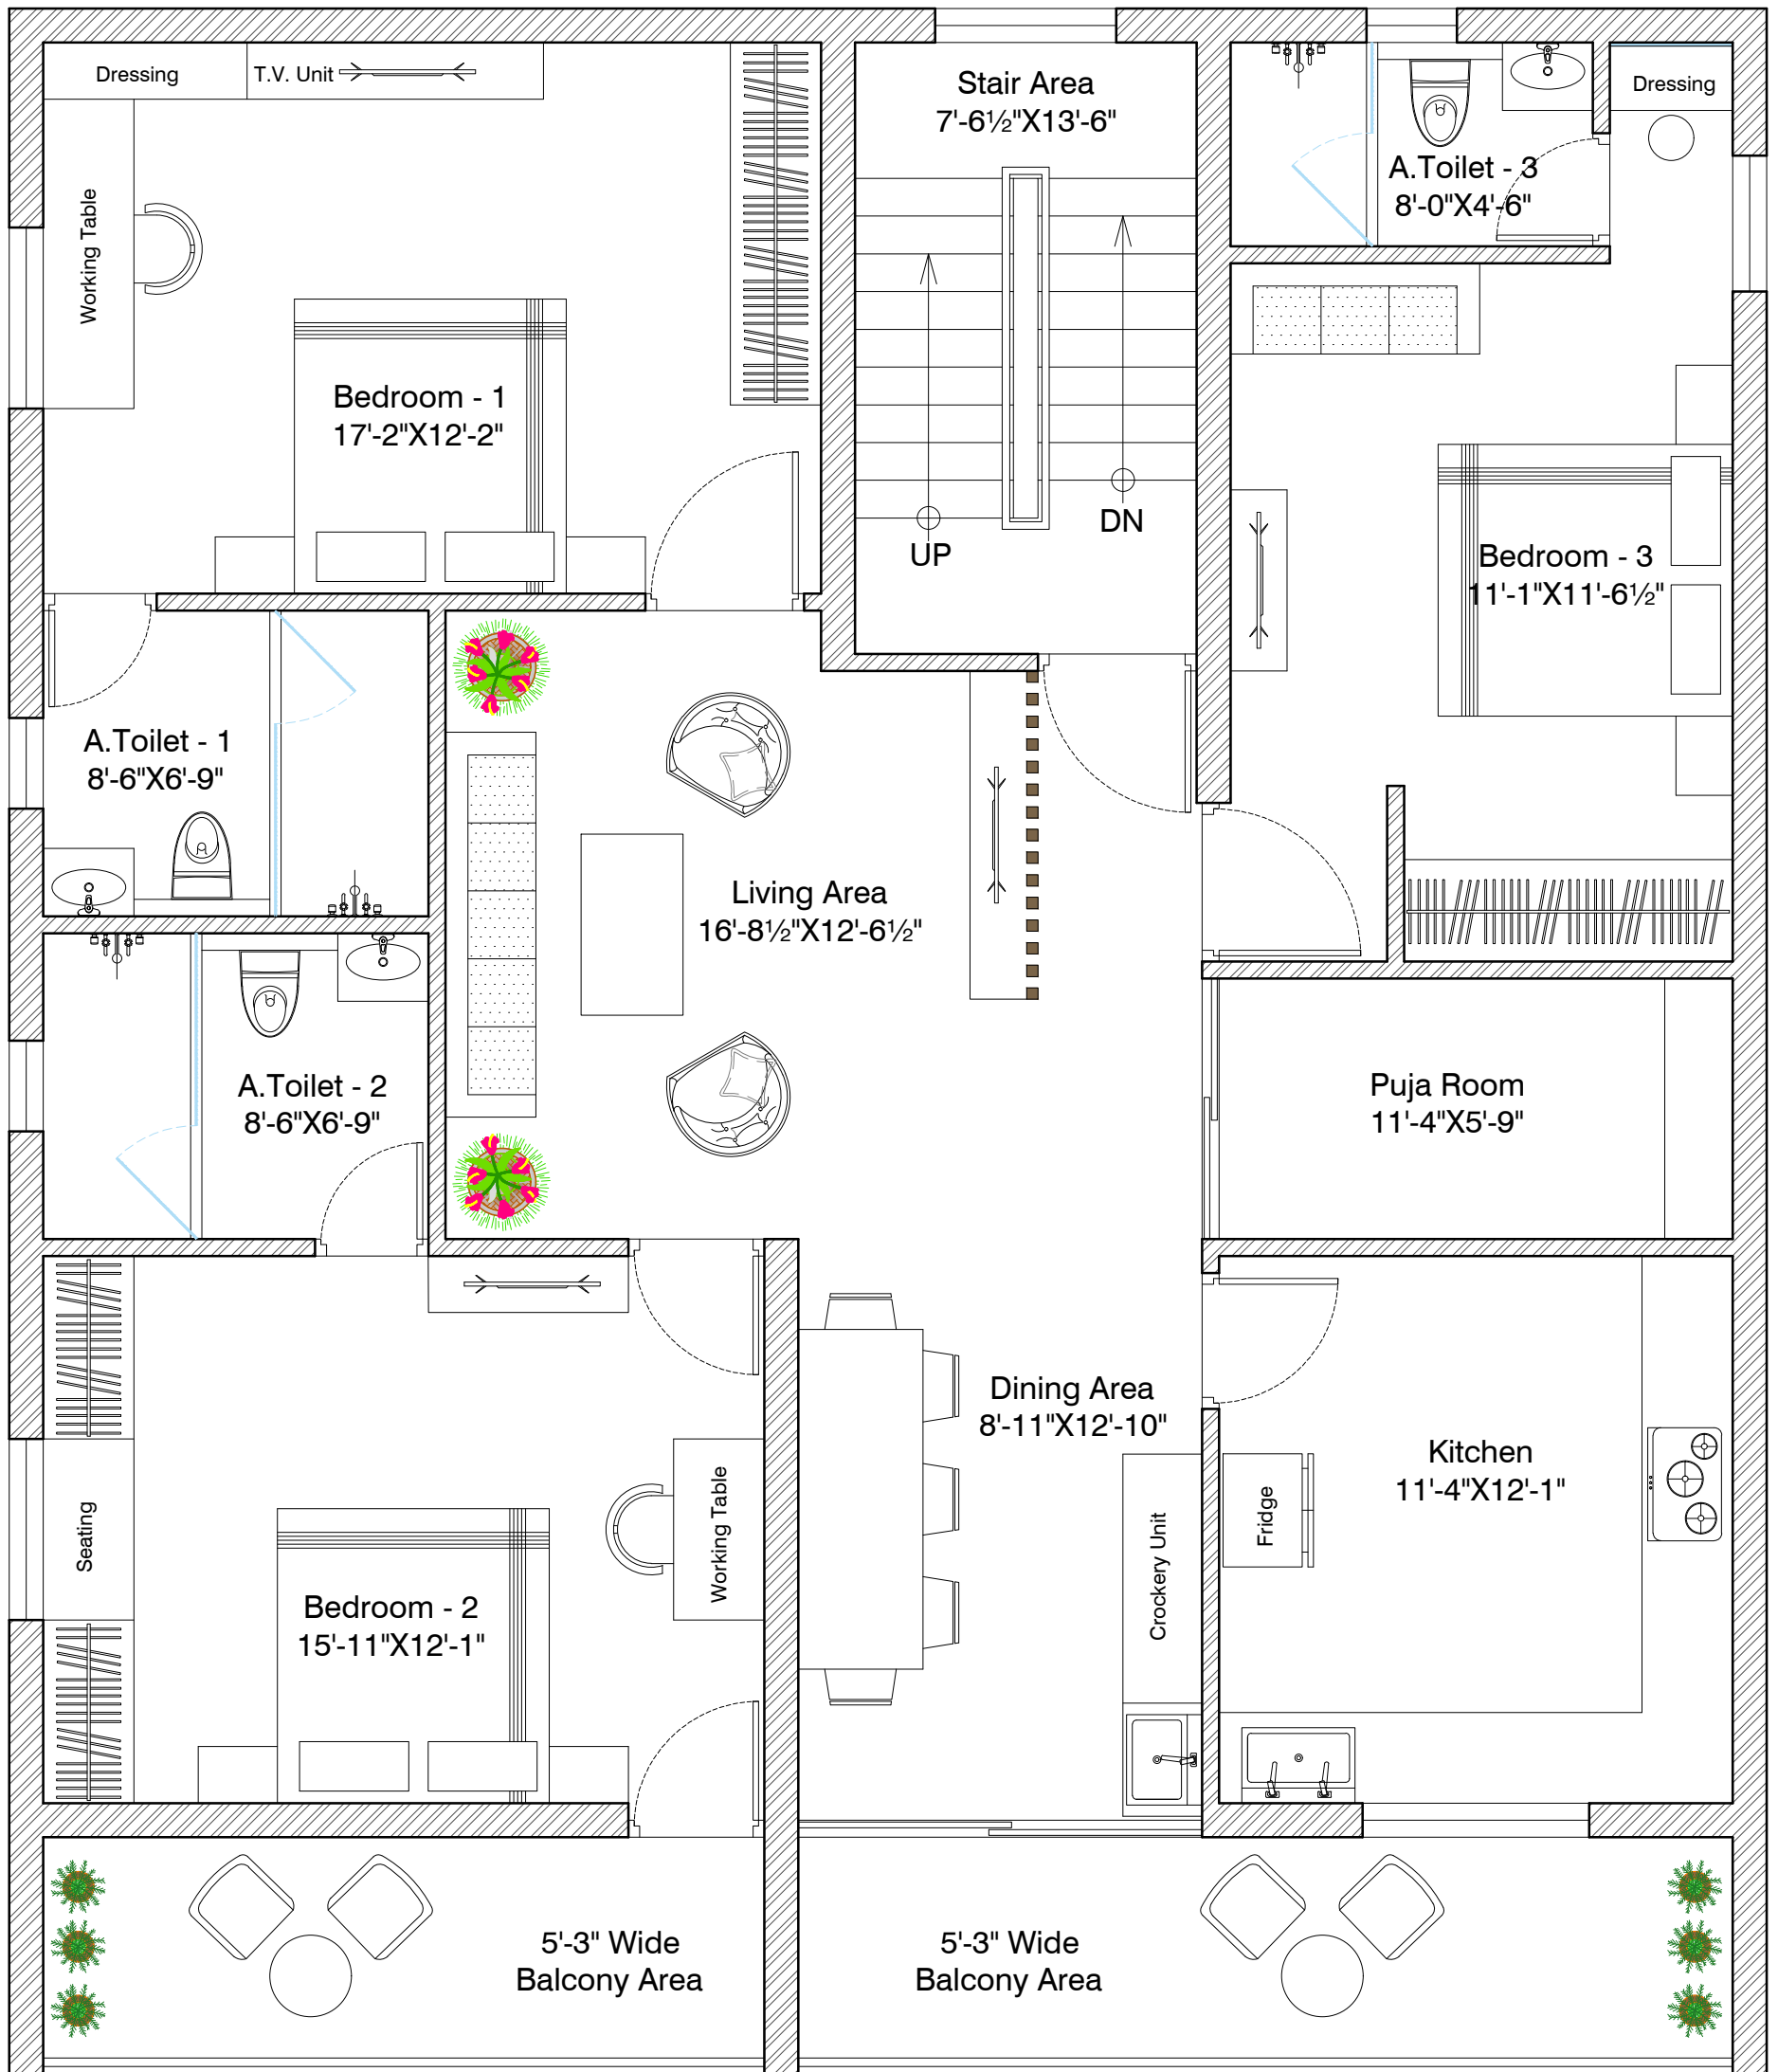 Dressing
T.V. Unit
Working Table
Bedroom - 1
17'-2"X12'-2"
Stair Area
7'-6½"X13'-6"
UP
DN
A.Toilet - 3
8'-0"X4'-6"
Dressing
Bedroom - 3
11'-1"X11'-6½"
A.Toilet - 1
8'-6"X6'-9"
Living Area
16'-8½"X12'-6½"
A.Toilet - 2
8'-6"X6'-9"
Puja Room
11'-4"X5'-9"
Dining Area
8'-11"X12'-10"
Kitchen
11'-4"X12'-1"
Fridge
Crockery Unit
Seating
Working Table
Bedroom - 2
15'-11"X12'-1"
5'-3" Wide
Balcony Area
5'-3" Wide
Balcony Area